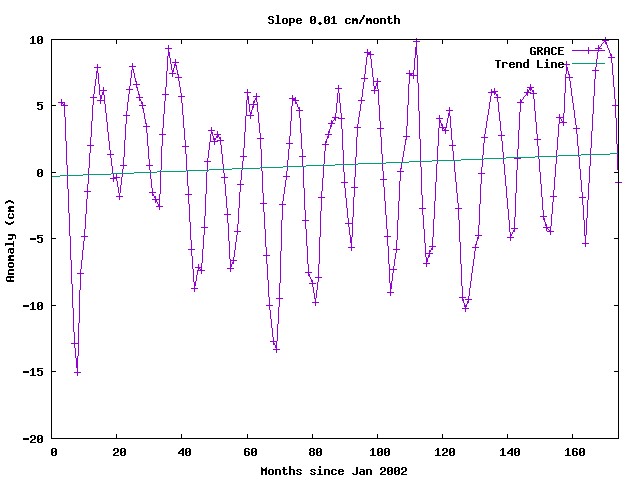 Slope 0.01 cm/month
GRACE
Trend Line
10
5
0
-5
-10
-15
-20
Anomaly (cm)
0 20 40 60 80 100 120 140 160
Months since Jan 2002